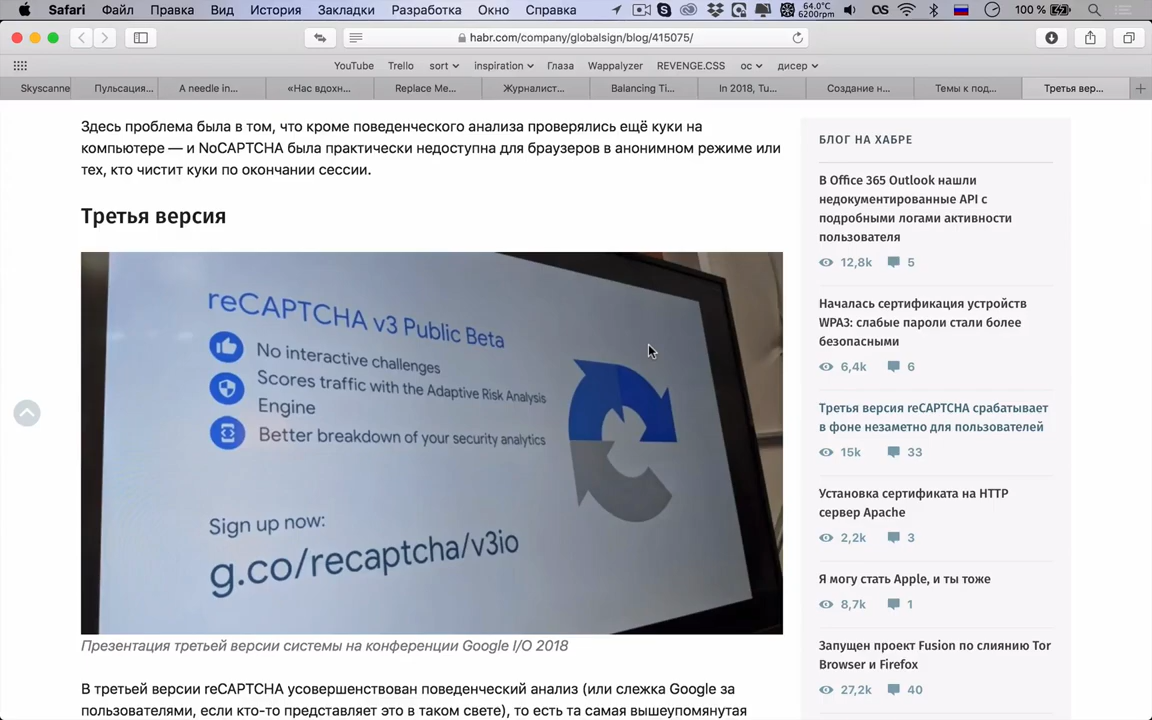 Safari Файл Правка Вид История Закладки Разработка Окно Справка 64.0°C 6200rpm 100 %
habr.com/company/globalsign/blog/415075/
YouTube Trello sort inspiration Глаза Wappalyzer REVENGE.CSS ос дисер
Skyscanne Пульсация... A needle in... «Нас вдохн... Replace Me... Журналист... Balancing Ti... In 2018, Tu... Создание н... Темы к под... Третья вер...
Здесь проблема была в том, что кроме поведенческого анализа проверялись ещё куки на
компьютере — и NoCAPTCHA была практически недоступна для браузеров в анонимном режиме или
тех, кто чистит куки по окончании сессии.
Третья версия
reCAPTCHA v3 Public Beta
No interactive challenges
Scores traffic with the Adaptive Risk Analysis
Engine
Better breakdown of your security analytics
Sign up now:
g.co/recaptcha/v3io
Презентация третьей версии системы на конференции Google I/O 2018
В третьей версии reCAPTCHA усовершенствован поведенческий анализ (или слежка Google за
пользователями, если кто-то представляет это в таком свете), то есть та самая вышеупомянутая
БЛОГ НА ХАБРЕ
В Office 365 Outlook нашли
недокументированные API с
подробными логами активности
пользователя
12,8k 5
Началась сертификация устройств
WPA3: слабые пароли стали более
безопасными
6,4k 6
Третья версия reCAPTCHA срабатывает
в фоне незаметно для пользователей
15k 33
Установка сертификата на HTTP
сервер Apache
2,2k 3
Я могу стать Apple, и ты тоже
8,7k 1
Запущен проект Fusion по слиянию Tor
Browser и Firefox
27,2k 40